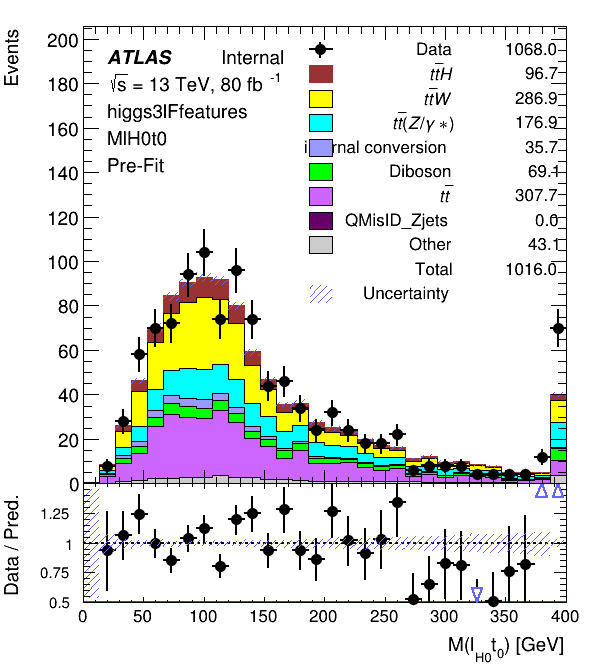 Events
200
180
160
140
120
100
80
60
40
20
0
ATLAS Internal
√s = 13 TeV, 80 fb⁻¹
higgs3lFfeatures
MlH0t0
Pre-Fit
Data 1068.0
tt̄H 96.7
tt̄W 286.9
tt̄(Z/γ∗) 176.9
conversion 35.7
Diboson 69.1
tt̄ 307.7
QMisID_Zjets 0.0
Other 43.1
Total 1016.0
Uncertainty
Data / Pred.
1.25
1
0.75
0.5
0 50 100 150 200 250 300 350 400
M(l_H0 t_0) [GeV]